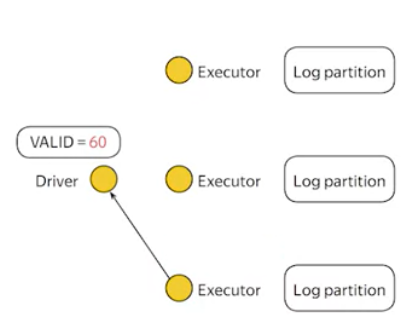 Executor Log partition
VALID = 60
Driver Executor Log partition
Executor Log partition